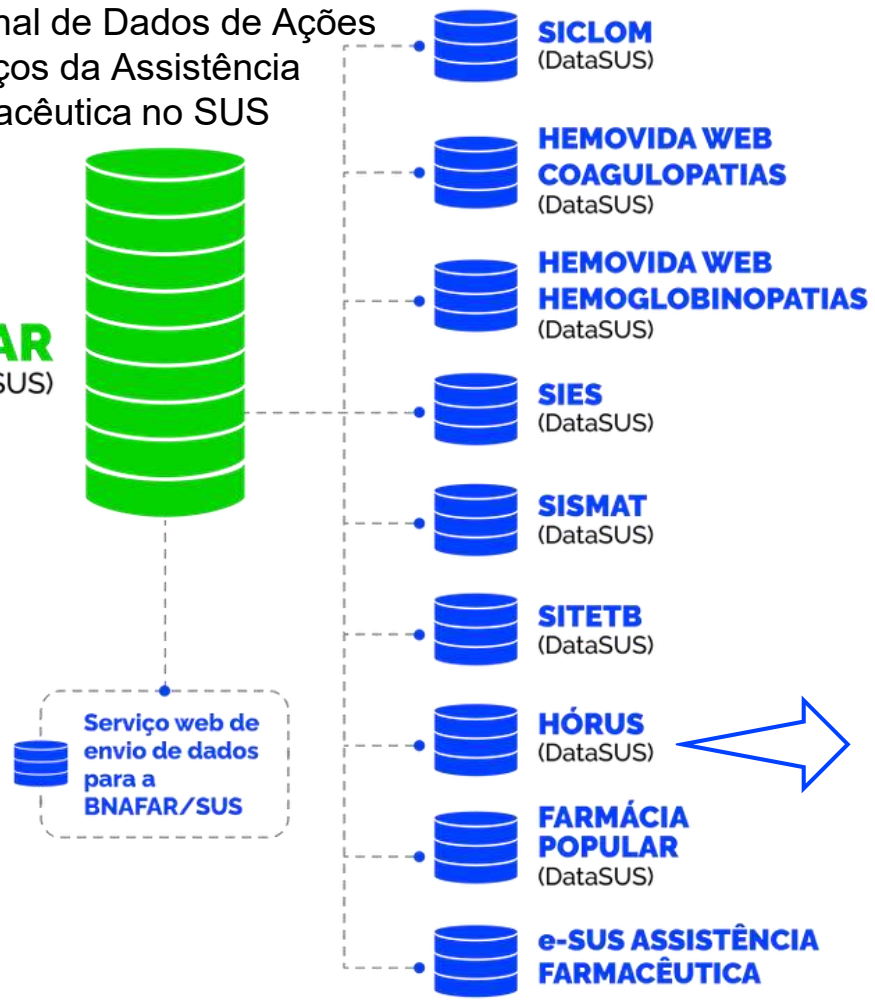 nal de Dados de Ações
ços da Assistência
acêutica no SUS
AR
SUS)
Serviço web de
envio de dados
para a
BNAFAR/SUS
SICLOM
(DataSUS)
HEMOVIDA WEB
COAGULOPATIAS
(DataSUS)
HEMOVIDA WEB
HEMOGLOBINOPATIAS
(DataSUS)
SIES
(DataSUS)
SISMAT
(DataSUS)
SITETB
(DataSUS)
HÓRUS
(DataSUS)
FARMÁCIA
POPULAR
(DataSUS)
e-SUS ASSISTÊNCIA
FARMACÊUTICA